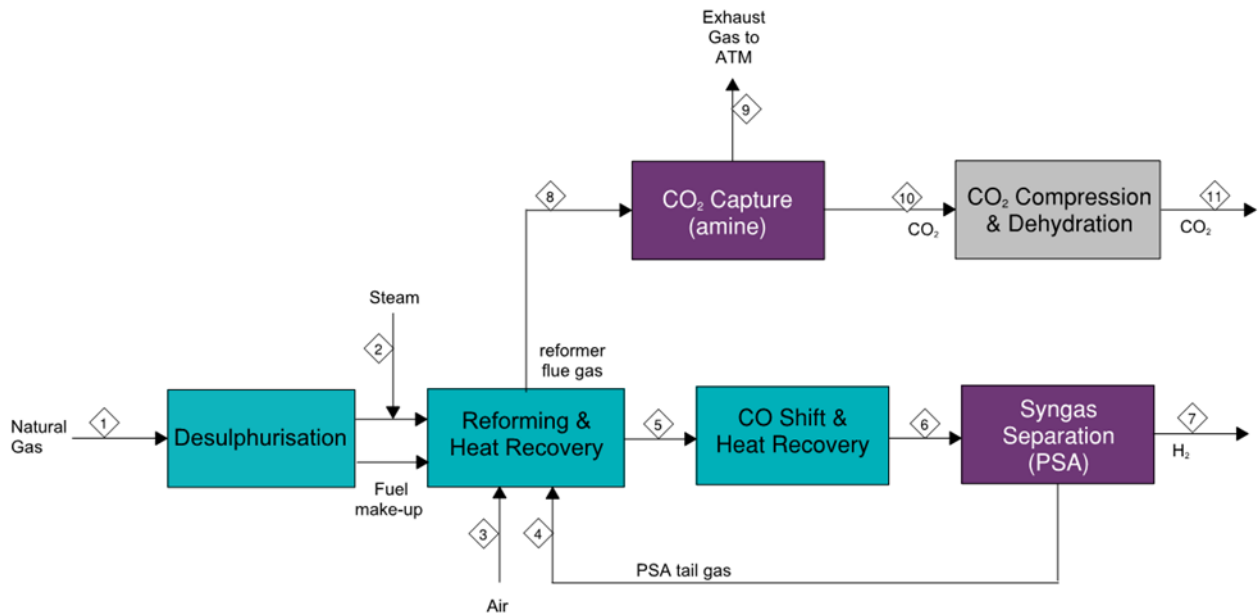 Exhaust
Gas to
ATM
9
8
CO₂ Capture
(amine)
10
CO₂
CO₂ Compression
& Dehydration
11
CO₂
Steam
2
reformer
flue gas
Natural
Gas
1
Desulphurisation
Fuel
make-up
Reforming &
Heat Recovery
5
CO Shift &
Heat Recovery
6
Syngas
Separation
(PSA)
7
H₂
3
4
Air
PSA tail gas